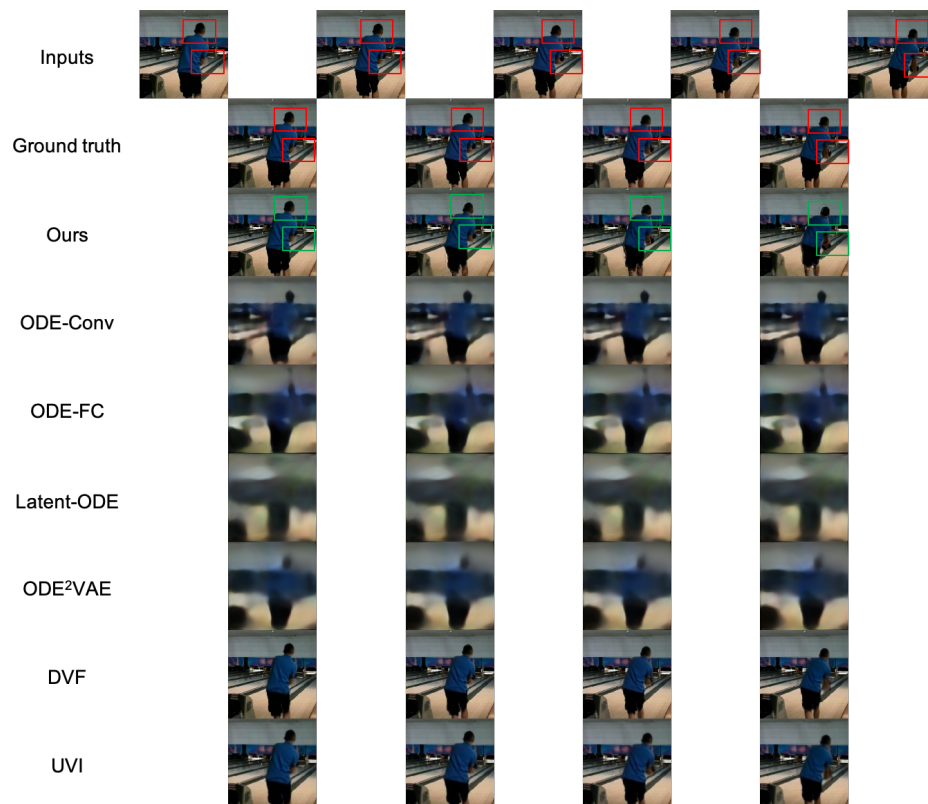 Inputs
Ground truth
Ours
ODE-Conv
ODE-FC
Latent-ODE
ODE²VAE
DVF
UVI